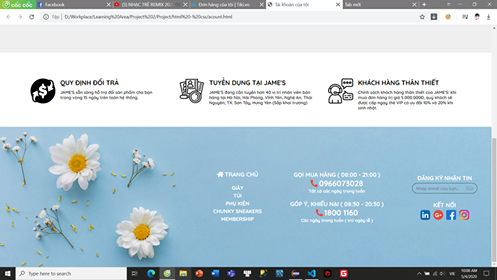 cốc cốc
Facebook
(1) NHẠC TRẺ REMIX 202
Đơn hàng của tôi | Tiki.vn
Tài khoản của tôi
Tab mới
Tệp
D:/Workplace/Learning/Area/Project%202/Project/html%20-%20css/acount.html
QUY ĐỊNH ĐỔI TRẢ
JAME'S sẵn sàng hỗ trợ đổi sản phẩm cho bạn
trong vòng 15 ngày trên toàn hệ thống.
TUYỂN DỤNG TẠI JAME'S
JAME'S đang cần tuyển hơn 40 vị trí nhân viên bán
hàng tại Hà Nội, Hải Phòng, Vĩnh Yên, Nghệ An, Thái
Nguyên, TX. Sơn Tây, Hưng Yên (Sắp khai trương).
KHÁCH HÀNG THÂN THIẾT
Chính sách khách hàng thân thiết của JAME'S: khi
mua đơn hàng trị giá 5.000.000Đ, quý khách sẽ
được cấp ngay thẻ VIP có ưu đãi 10% và 20% khi
sinh nhật.
TRANG CHỦ
GIÀY
TÚI
PHỤ KIỆN
CHUNKY SNEAKERS
MEMBERSHIP
GỌI MUA HÀNG ( 08:00 - 21:00 )
0966073028
Tất cả các ngày trong tuần
GÓP Ý, KHIẾU NẠI ( 08:30 - 20:30 )
1800 1160
Các ngày trong tuần ( trừ ngày lễ )
ĐĂNG KÝ NHẬN TIN
Nhập email của bạn..
KẾT NỐI
Type here to search
10:08 AM
5/4/2020